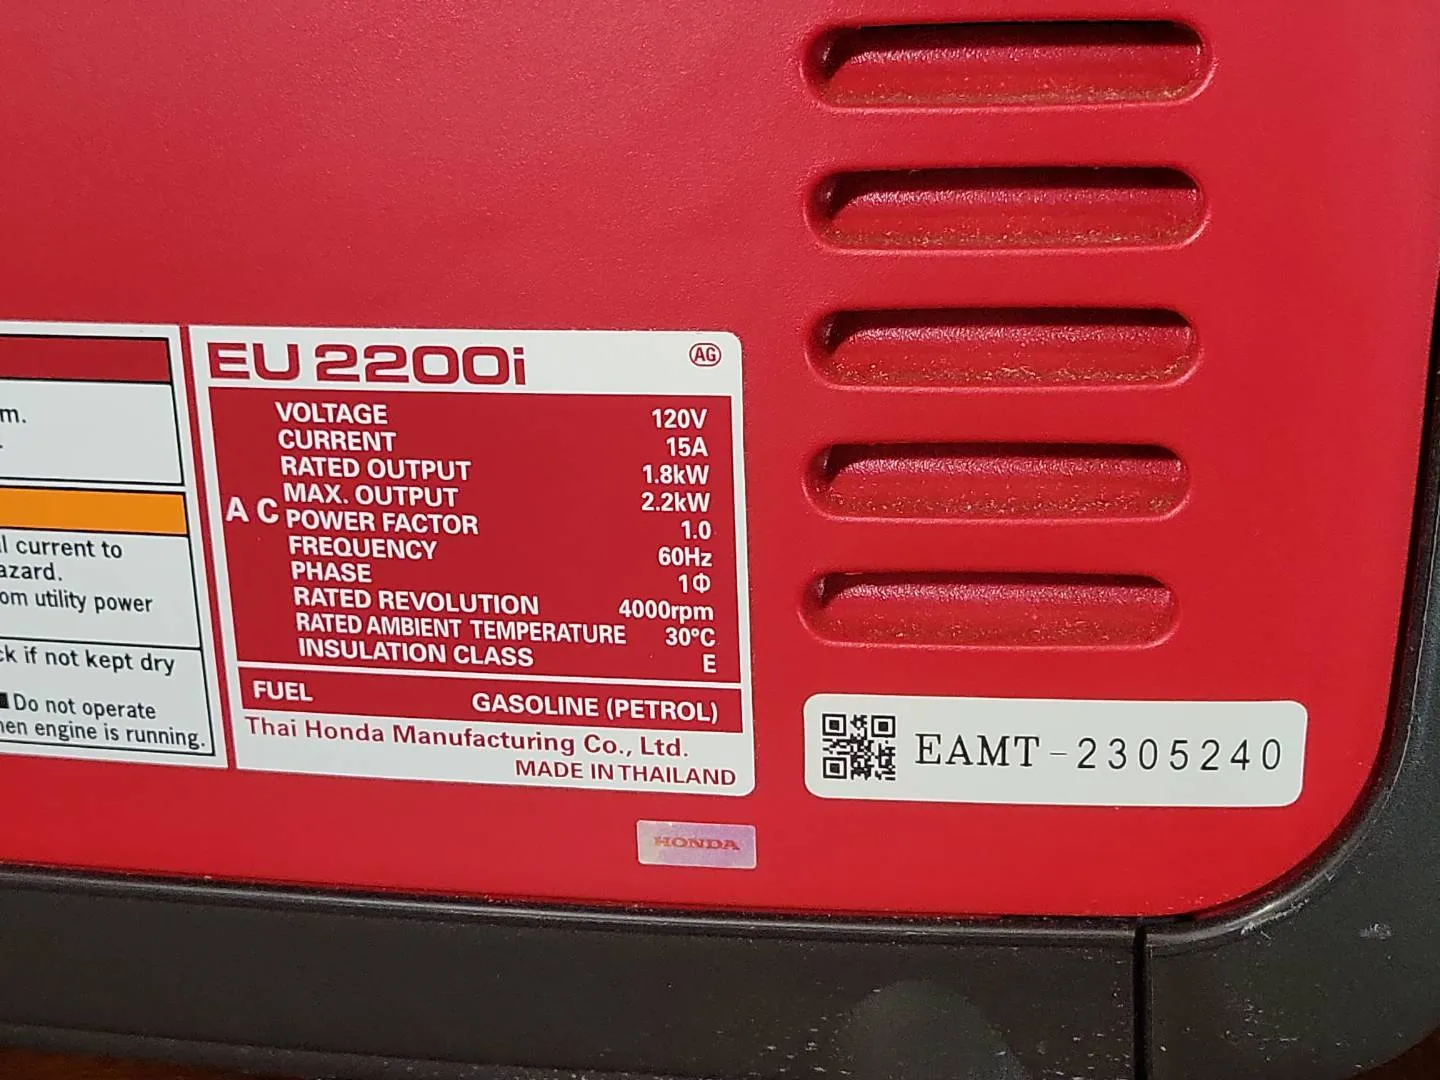 m.
l current to
azard.
om utility power
ck if not kept dry
Do not operate
hen engine is running.
EU2200i AG
VOLTAGE 120V
CURRENT 15A
RATED OUTPUT 1.8kW
MAX. OUTPUT 2.2kW
AC
POWER FACTOR 1.0
FREQUENCY 60Hz
PHASE 1Φ
RATED REVOLUTION 4000rpm
RATED AMBIENT TEMPERATURE 30°C
INSULATION CLASS E
FUEL GASOLINE (PETROL)
Thai Honda Manufacturing Co., Ltd.
MADE IN THAILAND
EAMT-2305240
HONDA